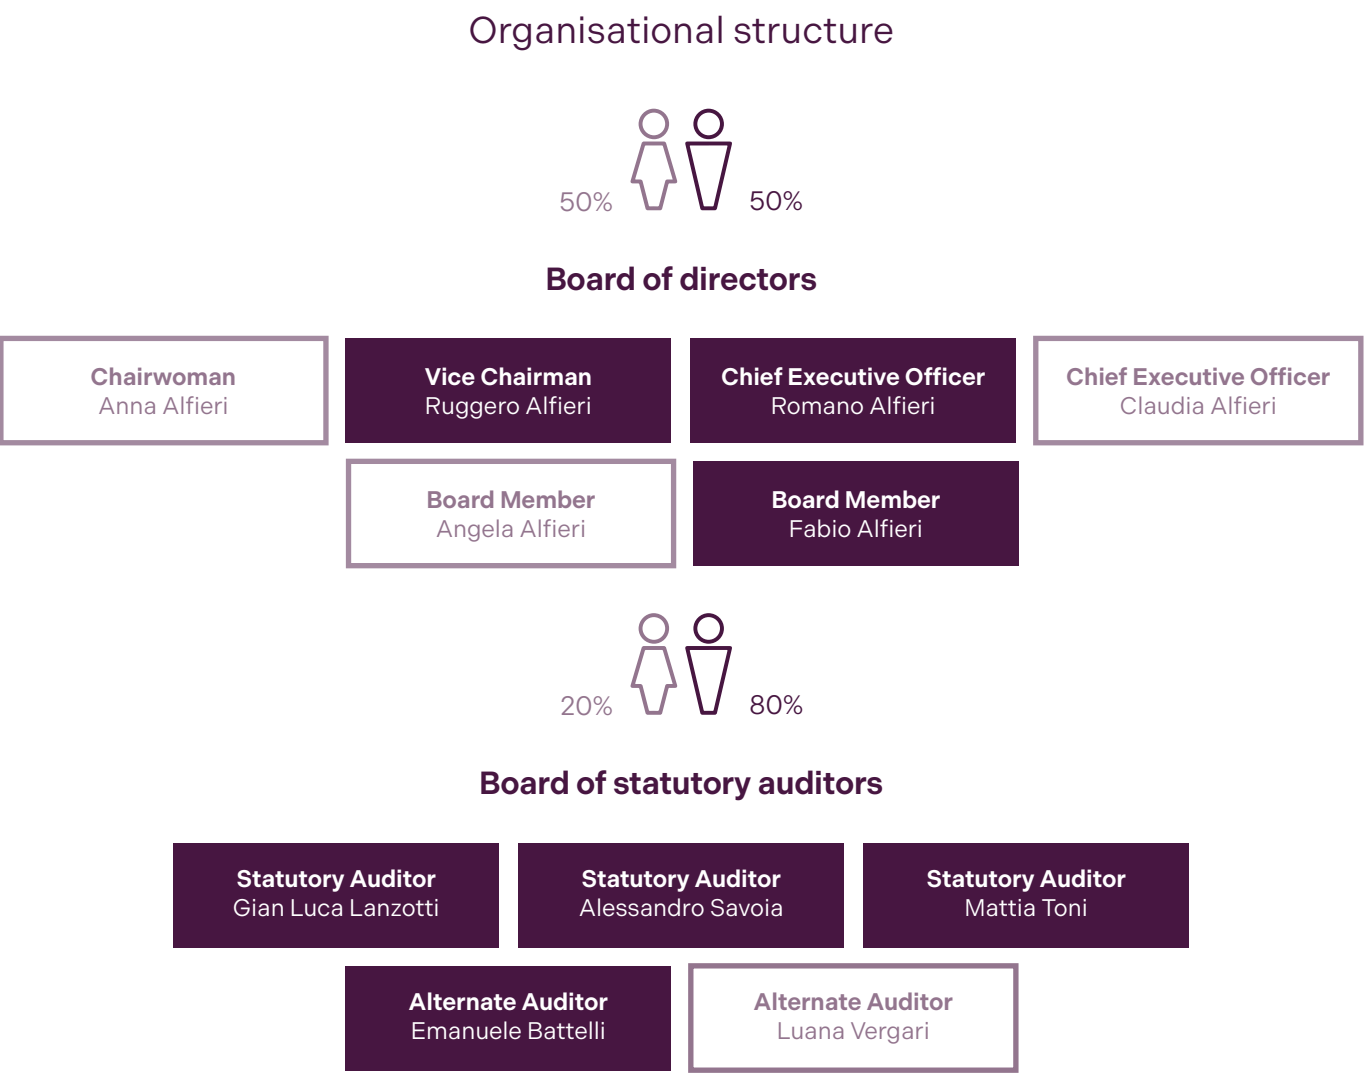 Organisational structure
50%
50%
Board of directors
Chairwoman
Anna Alfieri
Vice Chairman
Ruggero Alfieri
Chief Executive Officer
Romano Alfieri
Chief Executive Officer
Claudia Alfieri
Board Member
Angela Alfieri
Board Member
Fabio Alfieri
20%
80%
Board of statutory auditors
Statutory Auditor
Gian Luca Lanzotti
Statutory Auditor
Alessandro Savoia
Statutory Auditor
Mattia Toni
Alternate Auditor
Emanuele Battelli
Alternate Auditor
Luana Vergari